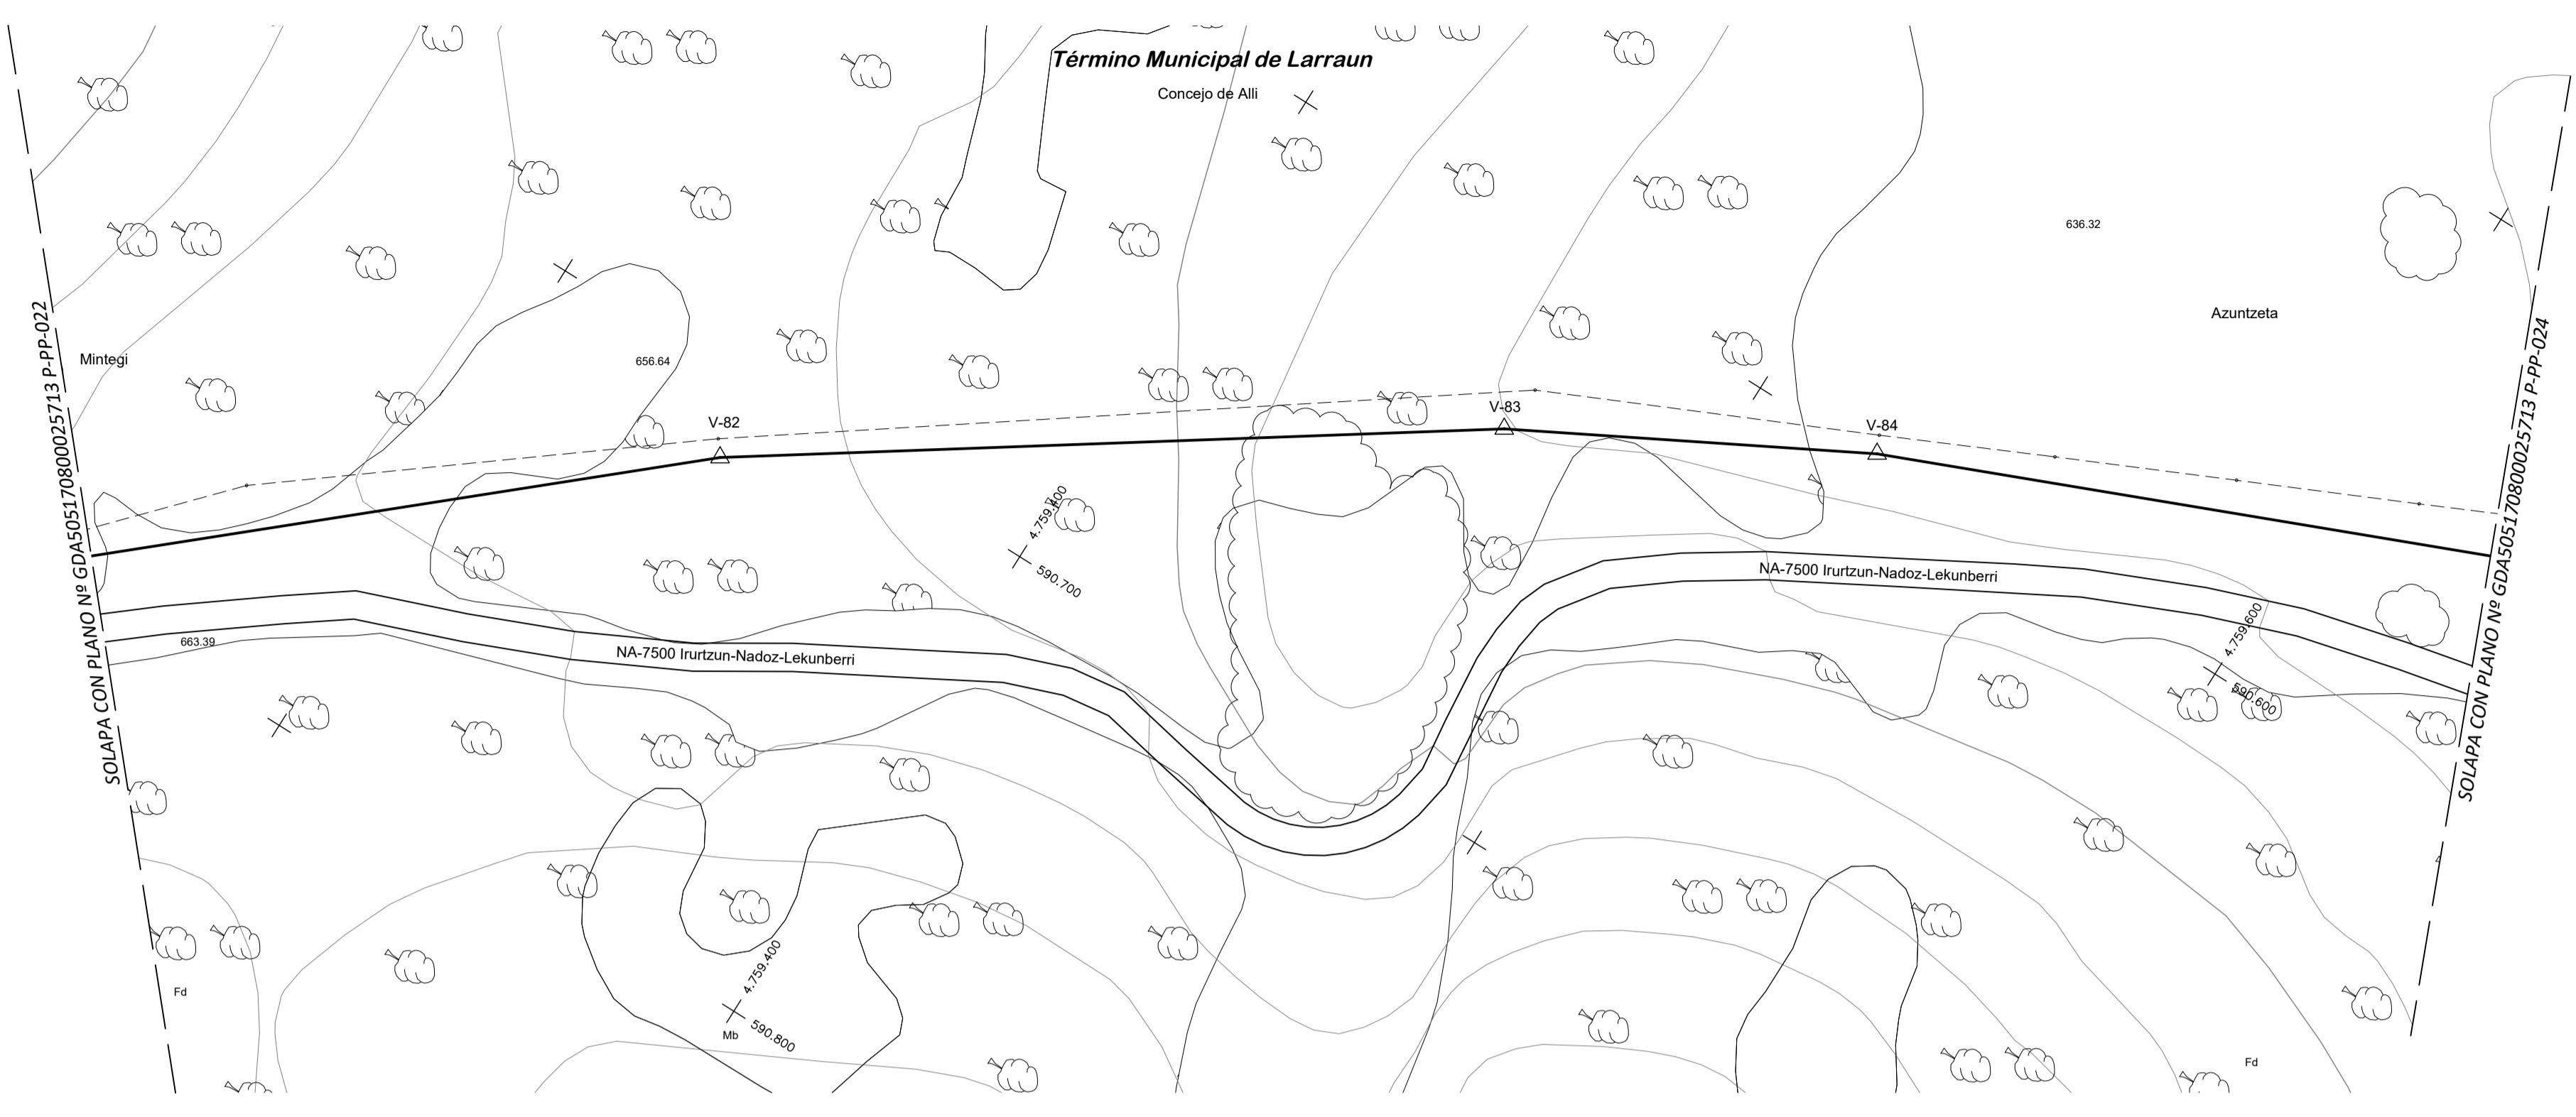 Término Municipal de Larraun
Concejo de Alli
636.32
Azuntzeta
Mintegi
656.64
V-82
V-83
V-84
SOLAPA CON PLANO Nº GDA5051708000025713 P-PP-022
SOLAPA CON PLANO Nº GDA5051708000025713 P-PP-024
4.759.
590.700
NA-7500 Irurtzun-Nadoz-Lekunberri
4.759.600
590.600
663.39
NA-7500 Irurtzun-Nadoz-Lekunberri
4.759.400
590.800
Mb
Fd
Fd